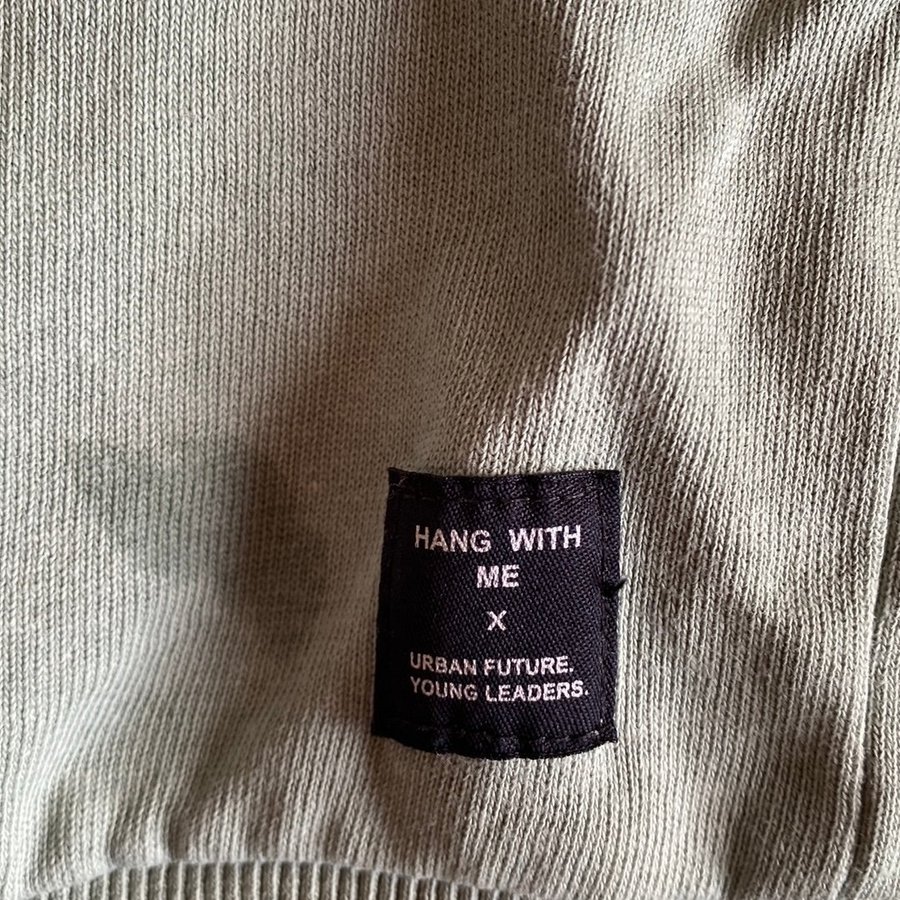 HANG WITH
ME
X
URBAN FUTURE.
YOUNG LEADERS.